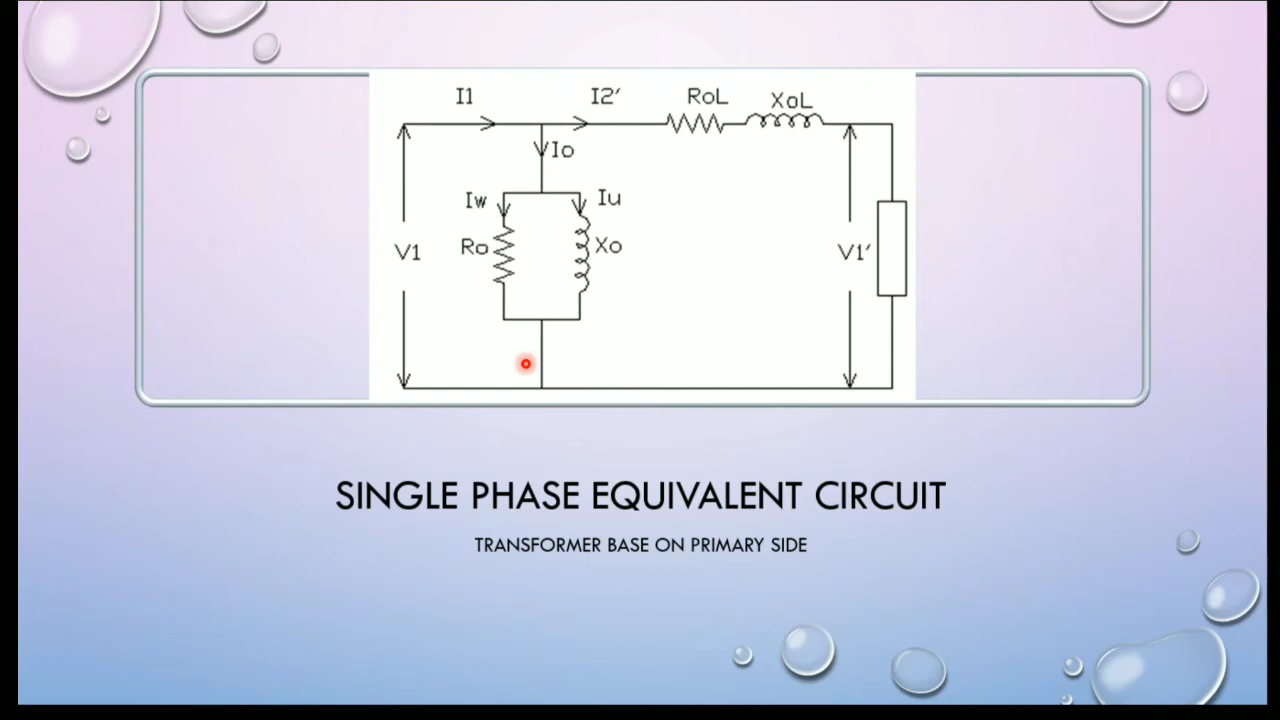 I1 I2' RoL XoL
Io
Iw Iu
Ro Xo
V1 V1'
SINGLE PHASE EQUIVALENT CIRCUIT
TRANSFORMER BASE ON PRIMARY SIDE